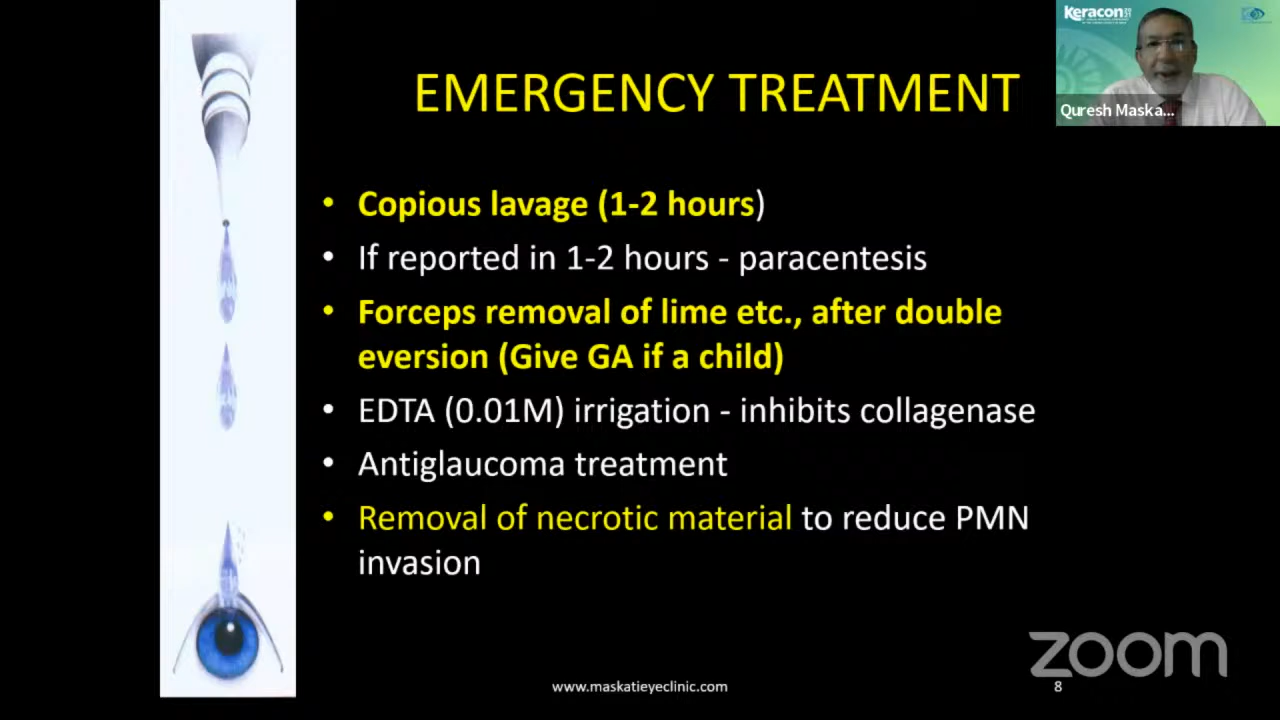 Keracon
EMERGENCY TREATMENT
Qureshi Maska...
• Copious lavage (1-2 hours)
• If reported in 1-2 hours - paracentesis
• Forceps removal of lime etc., after double
eversion (Give GA if a child)
• EDTA (0.01M) irrigation - inhibits collagenase
• Antiglaucoma treatment
• Removal of necrotic material to reduce PMN
invasion
zoom
www.maskatieyeclinic.com
8